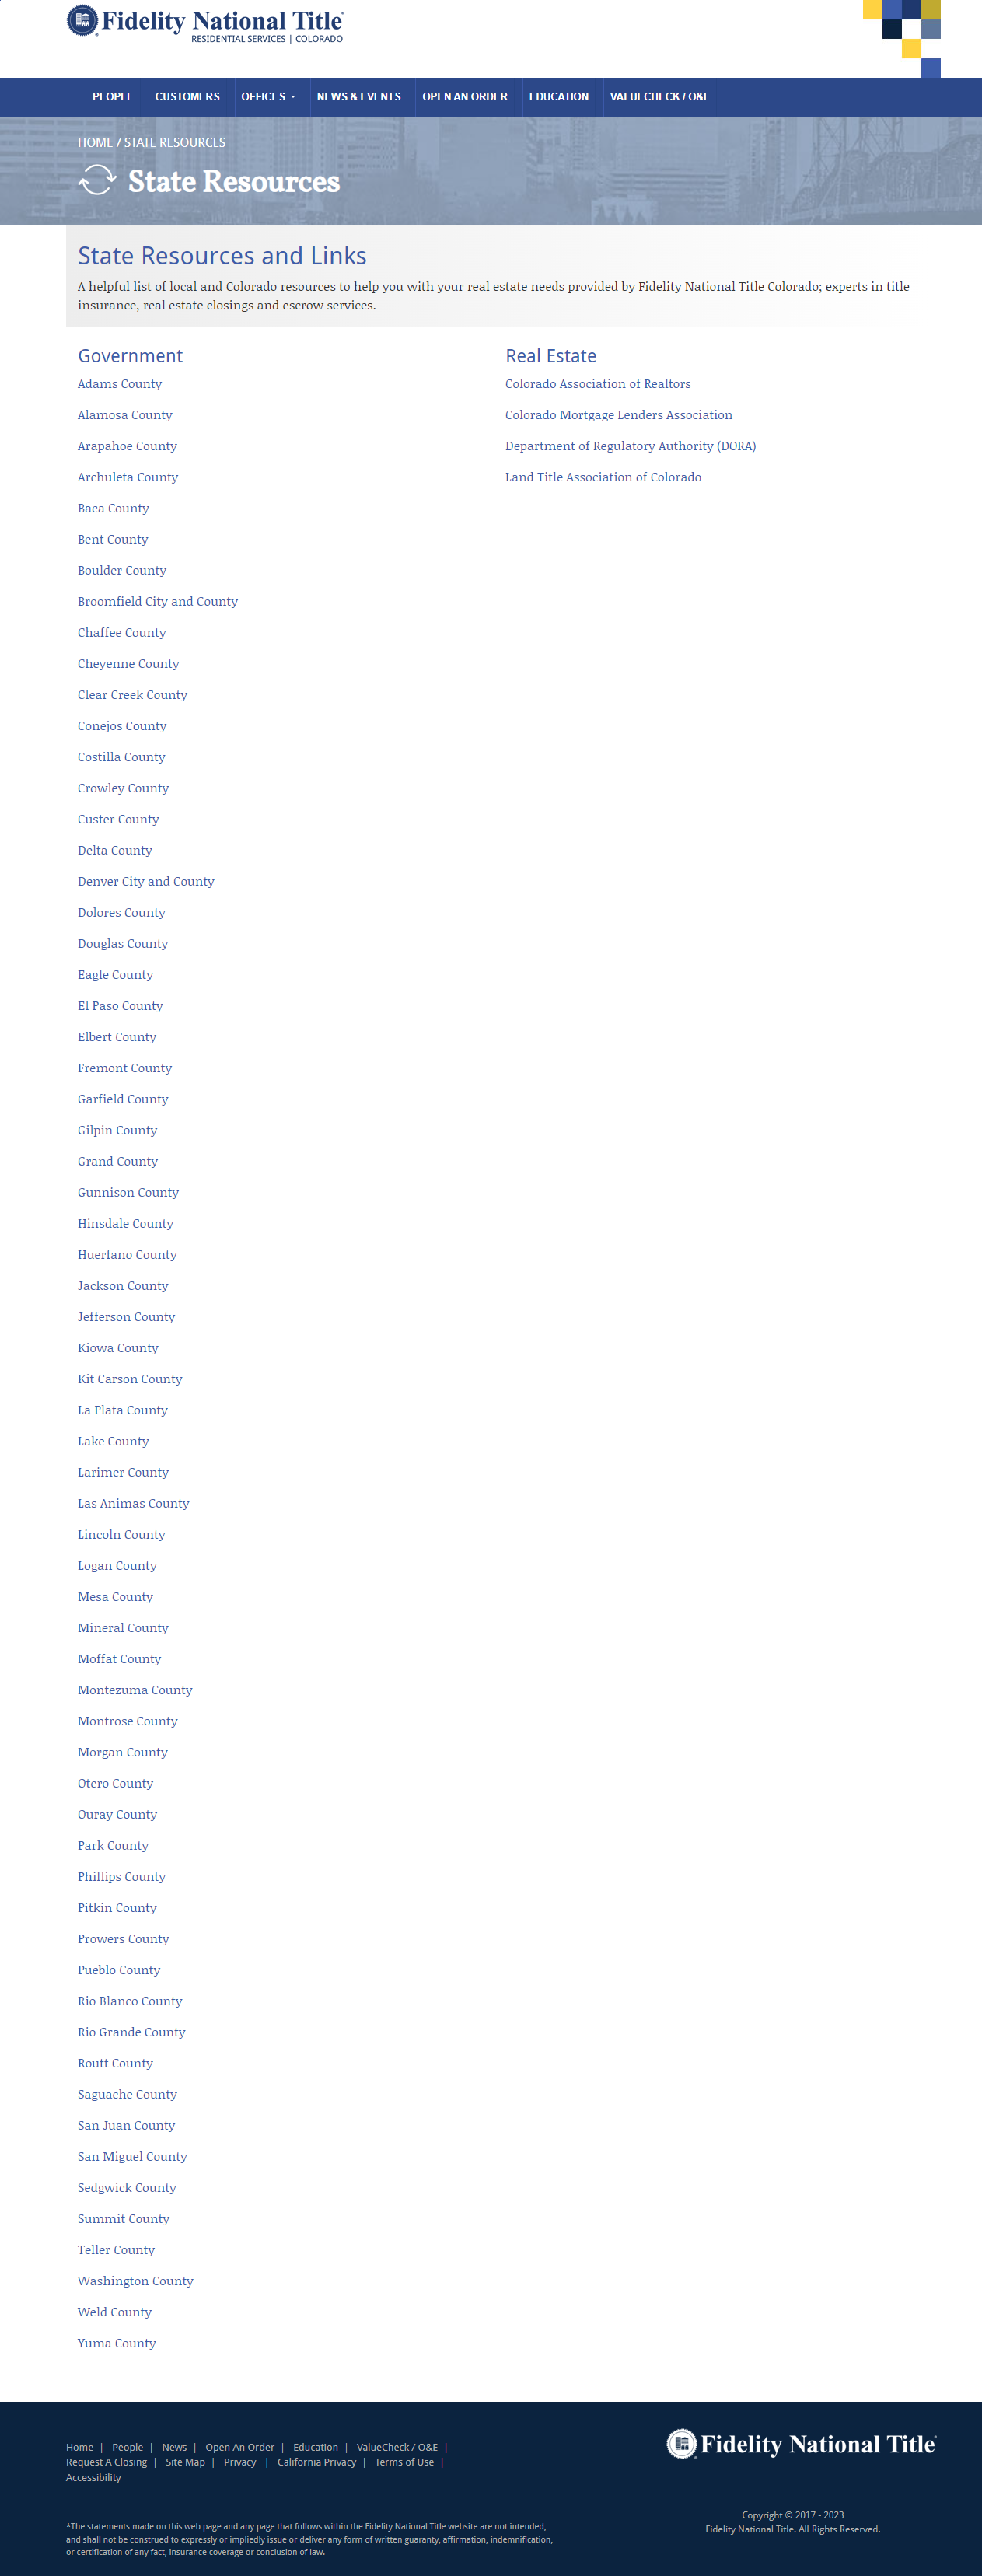 Fidelity National Title
RESIDENTIAL SERVICES | COLORADO
PEOPLE
CUSTOMERS
OFFICES
NEWS & EVENTS
OPEN AN ORDER
EDUCATION
VALUECHECK / O&E
HOME / STATE RESOURCES
State Resources
State Resources and Links
A helpful list of local and Colorado resources to help you with your real estate needs provided by Fidelity National Title Colorado; experts in title
insurance, real estate closings and escrow services.
Government
Adams County
Alamosa County
Arapahoe County
Archuleta County
Baca County
Bent County
Boulder County
Broomfield City and County
Chaffee County
Cheyenne County
Clear Creek County
Conejos County
Costilla County
Crowley County
Custer County
Delta County
Denver City and County
Dolores County
Douglas County
Eagle County
El Paso County
Elbert County
Fremont County
Garfield County
Gilpin County
Grand County
Gunnison County
Hinsdale County
Huerfano County
Jackson County
Jefferson County
Kiowa County
Kit Carson County
La Plata County
Lake County
Larimer County
Las Animas County
Lincoln County
Logan County
Mesa County
Mineral County
Moffat County
Montezuma County
Montrose County
Morgan County
Otero County
Ouray County
Park County
Phillips County
Pitkin County
Prowers County
Pueblo County
Rio Blanco County
Rio Grande County
Routt County
Saguache County
San Juan County
San Miguel County
Sedgwick County
Summit County
Teller County
Washington County
Weld County
Yuma County
Real Estate
Colorado Association of Realtors
Colorado Mortgage Lenders Association
Department of Regulatory Authority (DORA)
Land Title Association of Colorado
Home | People | News | Open An Order | Education | ValueCheck / O&E |
Request A Closing | Site Map | Privacy | California Privacy | Terms of Use |
Accessibility
*The statements made on this web page and any page that follows within the Fidelity National Title website are not intended,
and shall not be construed to expressly or impliedly issue or deliver any form of written guaranty, affirmation, indemnification,
or certification of any fact, insurance coverage or conclusion of law.
Fidelity National Title
Copyright © 2017 - 2023
Fidelity National Title. All Rights Reserved.